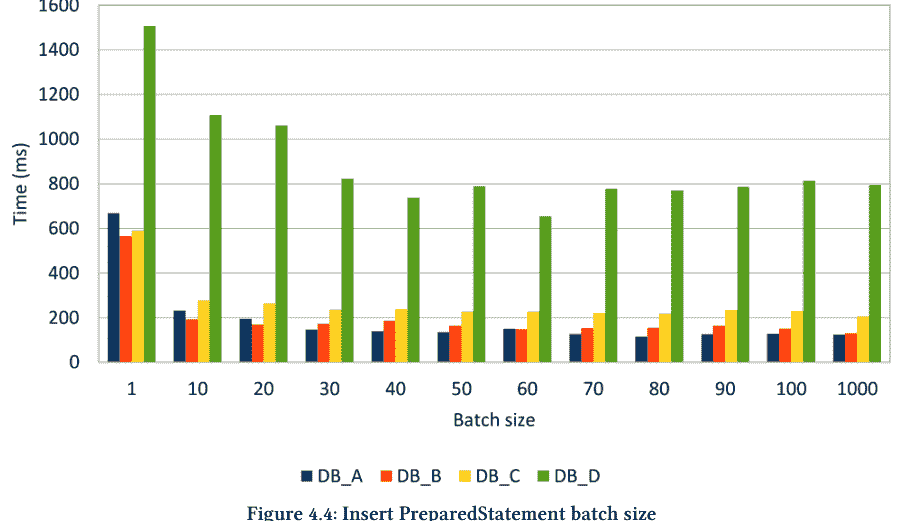 1600
1400
1200
1000
800
600
400
200
0
Time (ms)
1 10 20 30 40 50 60 70 80 90 100 1000
Batch size
DB_A DB_B DB_C DB_D
Figure 4.4: Insert PreparedStatement batch size